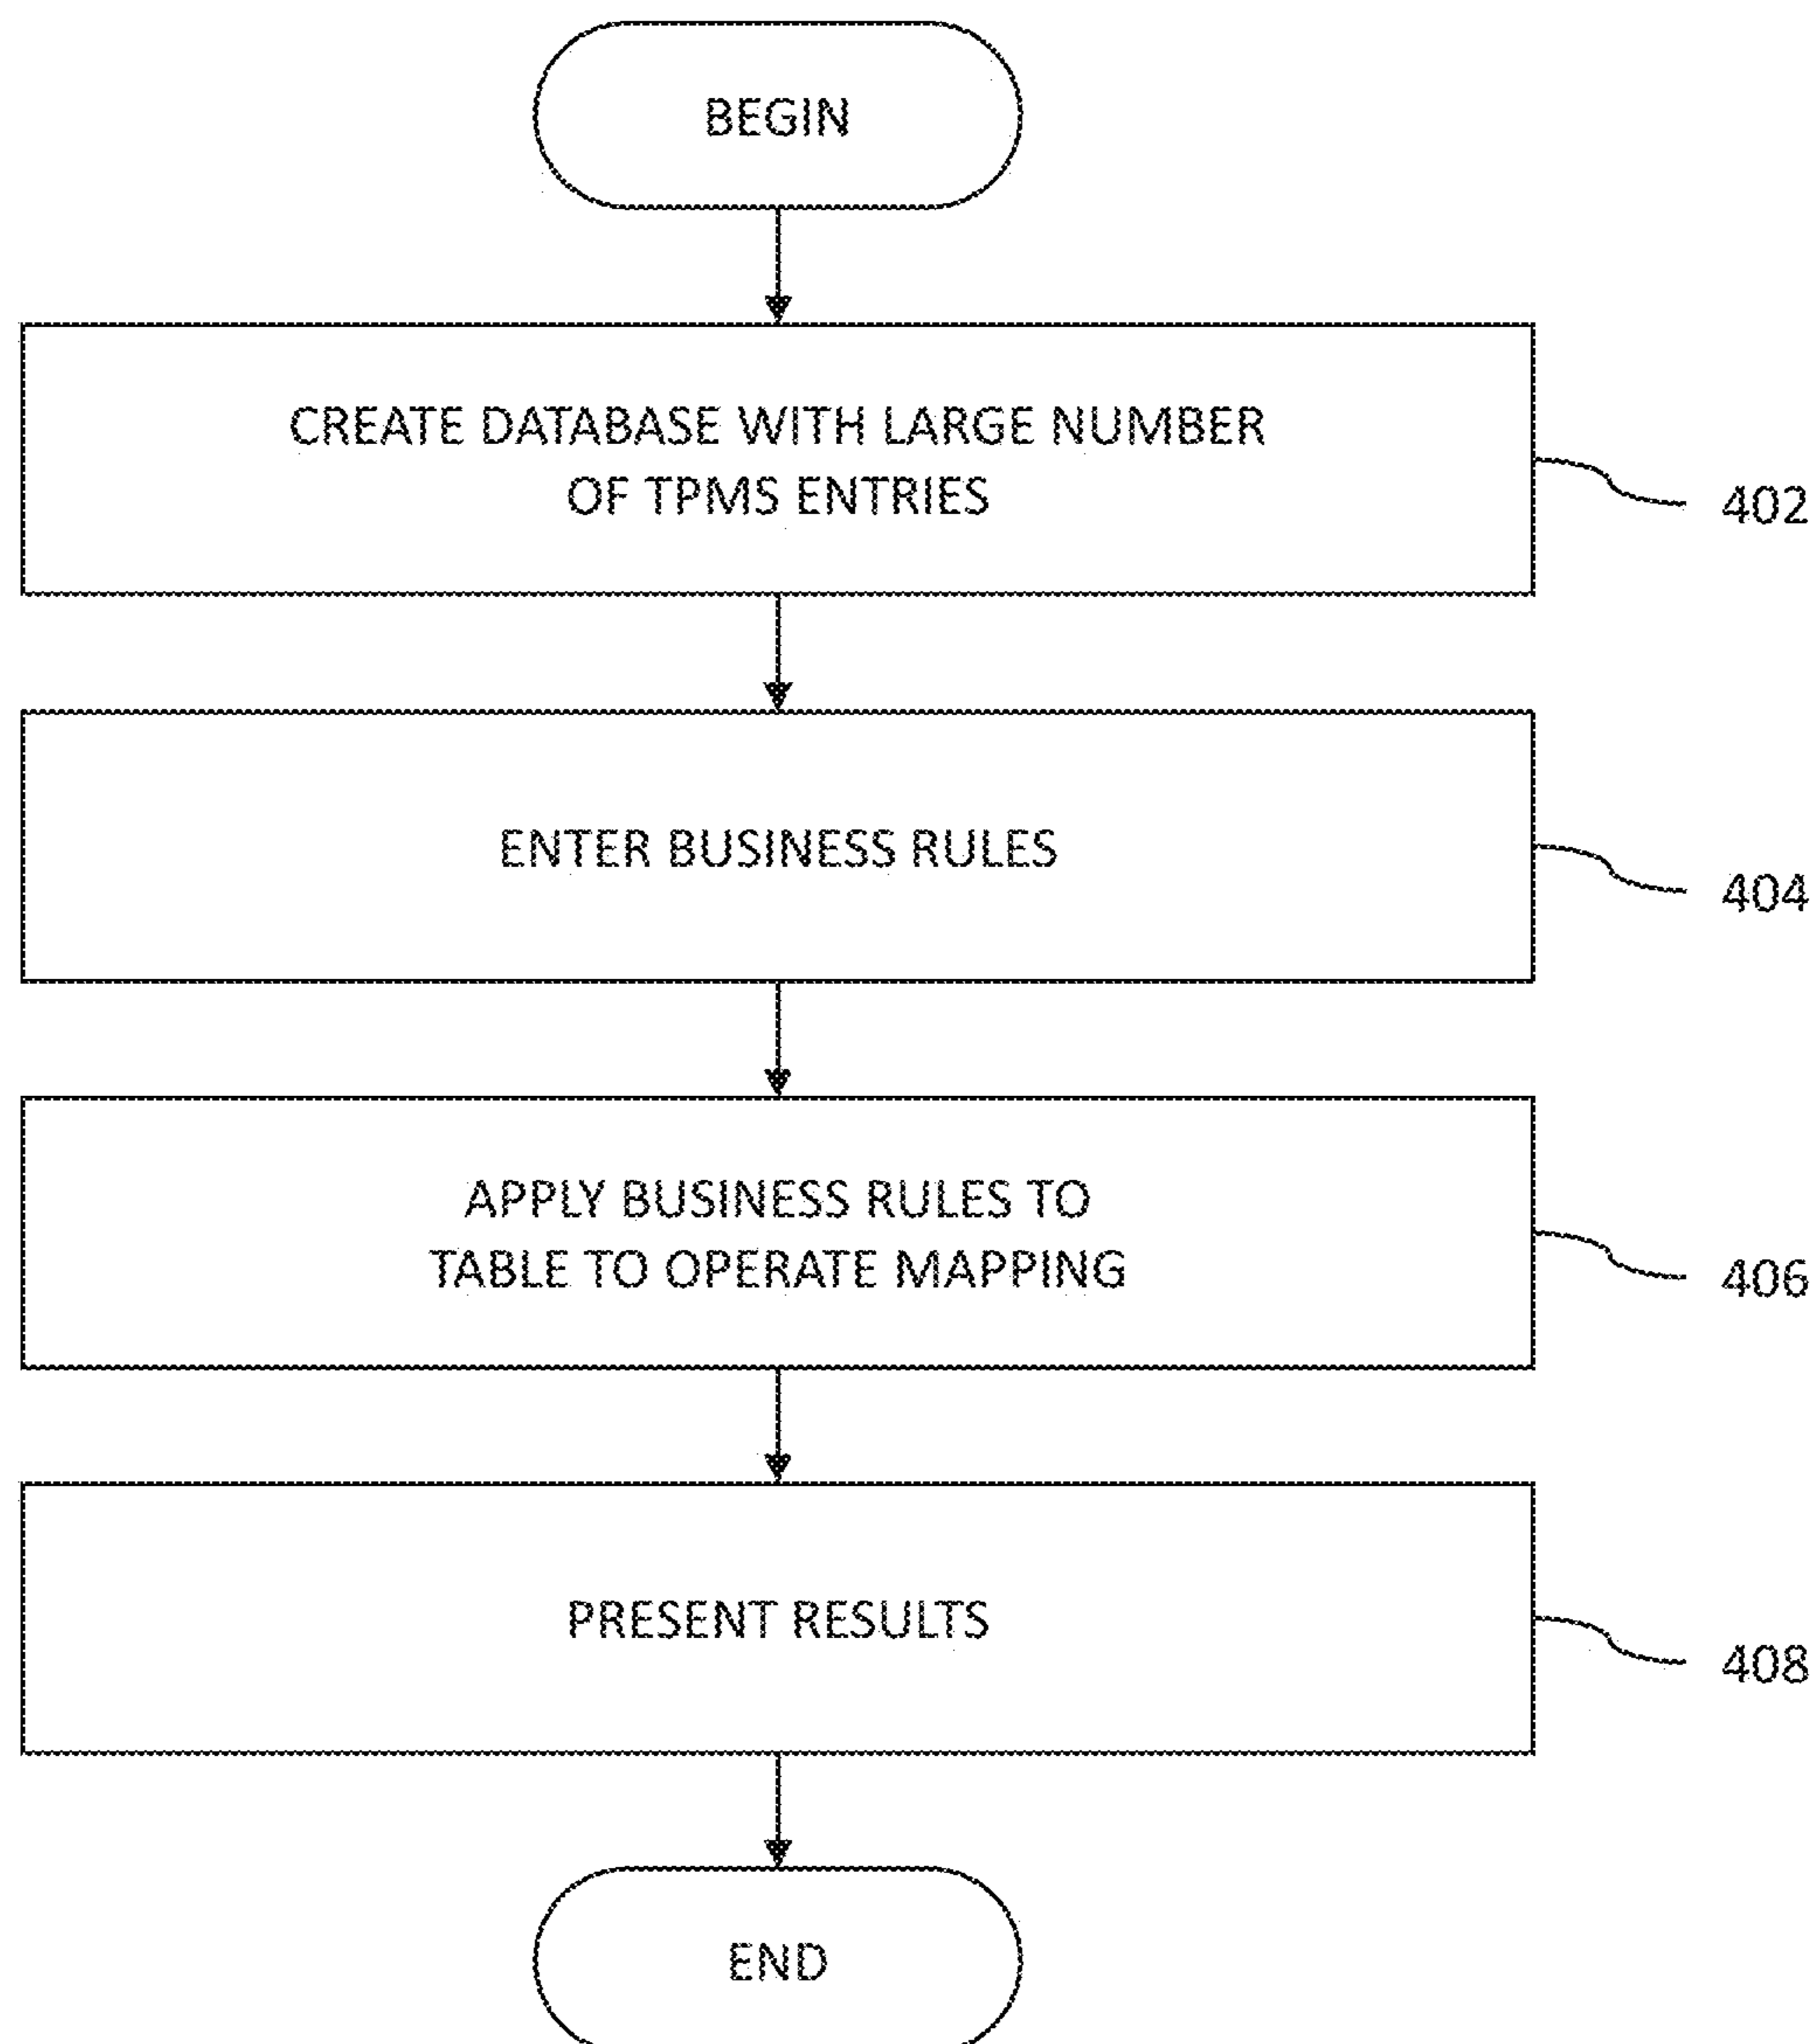 BEGIN
CREATE DATABASE WITH LARGE NUMBER
OF TPMS ENTRIES
402
ENTER BUSINESS RULES
404
APPLY BUSINESS RULES TO
TABLE TO OPERATE MAPPING
406
PRESENT RESULTS
408
END